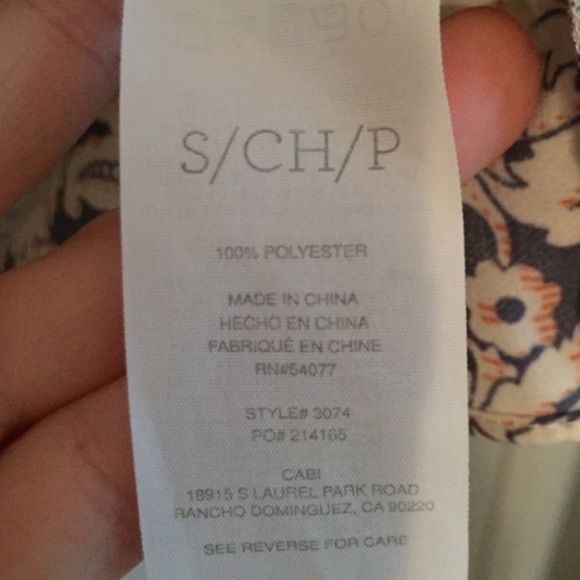 S/CH/P
100% POLYESTER
MADE IN CHINA
HECHO EN CHINA
FABRIQUÉ EN CHINE
RN#54077
STYLE# 3074
PO# 214165
CABI
18915 S LAUREL PARK ROAD
RANCHO DOMINGUEZ, CA 90220
SEE REVERSE FOR CARE